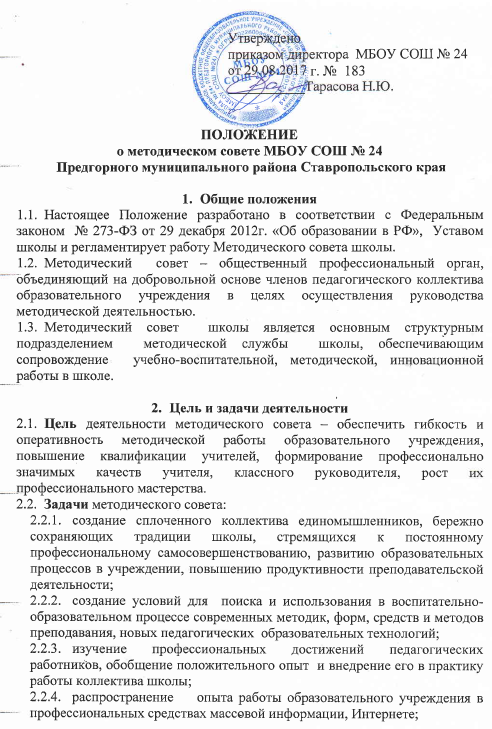 Утверждено
приказом директора МБОУ СОШ № 24
от 29.08.2017 г. № 183
Тарасова Н.Ю.
МБОУ
СОШ
ПОЛОЖЕНИЕ
о методическом совете МБОУ СОШ № 24
Предгорного муниципального района Ставропольского края
1. Общие положения
1.1. Настоящее Положение разработано в соответствии с Федеральным
законом № 273-ФЗ от 29 декабря 2012г. «Об образовании в РФ», Уставом
школы и регламентирует работу Методического совета школы.
1.2. Методический совет – общественный профессиональный орган,
объединяющий на добровольной основе членов педагогического коллектива
образовательного учреждения в целях осуществления руководства
методической деятельностью.
1.3. Методический совет школы является основным структурным
подразделением методической службы школы, обеспечивающим
сопровождение учебно-воспитательной, методической, инновационной
работы в школе.
2. Цель и задачи деятельности
2.1. Цель деятельности методического совета – обеспечить гибкость и
оперативность методической работы образовательного учреждения,
повышение квалификации учителей, формирование профессионально
значимых качеств учителя, классного руководителя, рост их
профессионального мастерства.
2.2. Задачи методического совета:
2.2.1. создание сплоченного коллектива единомышленников, бережно
сохраняющих традиции школы, стремящихся к постоянному
профессиональному самосовершенствованию, развитию образовательных
процессов в учреждении, повышению продуктивности преподавательской
деятельности;
2.2.2. создание условий для поиска и использования в воспитательно-
образовательном процессе современных методик, форм, средств и методов
преподавания, новых педагогических образовательных технологий;
2.2.3. изучение профессиональных достижений педагогических
работников, обобщение положительного опыт и внедрение его в практику
работы коллектива школы;
2.2.4. распространение опыта работы образовательного учреждения в
профессиональных средствах массовой информации, Интернете;